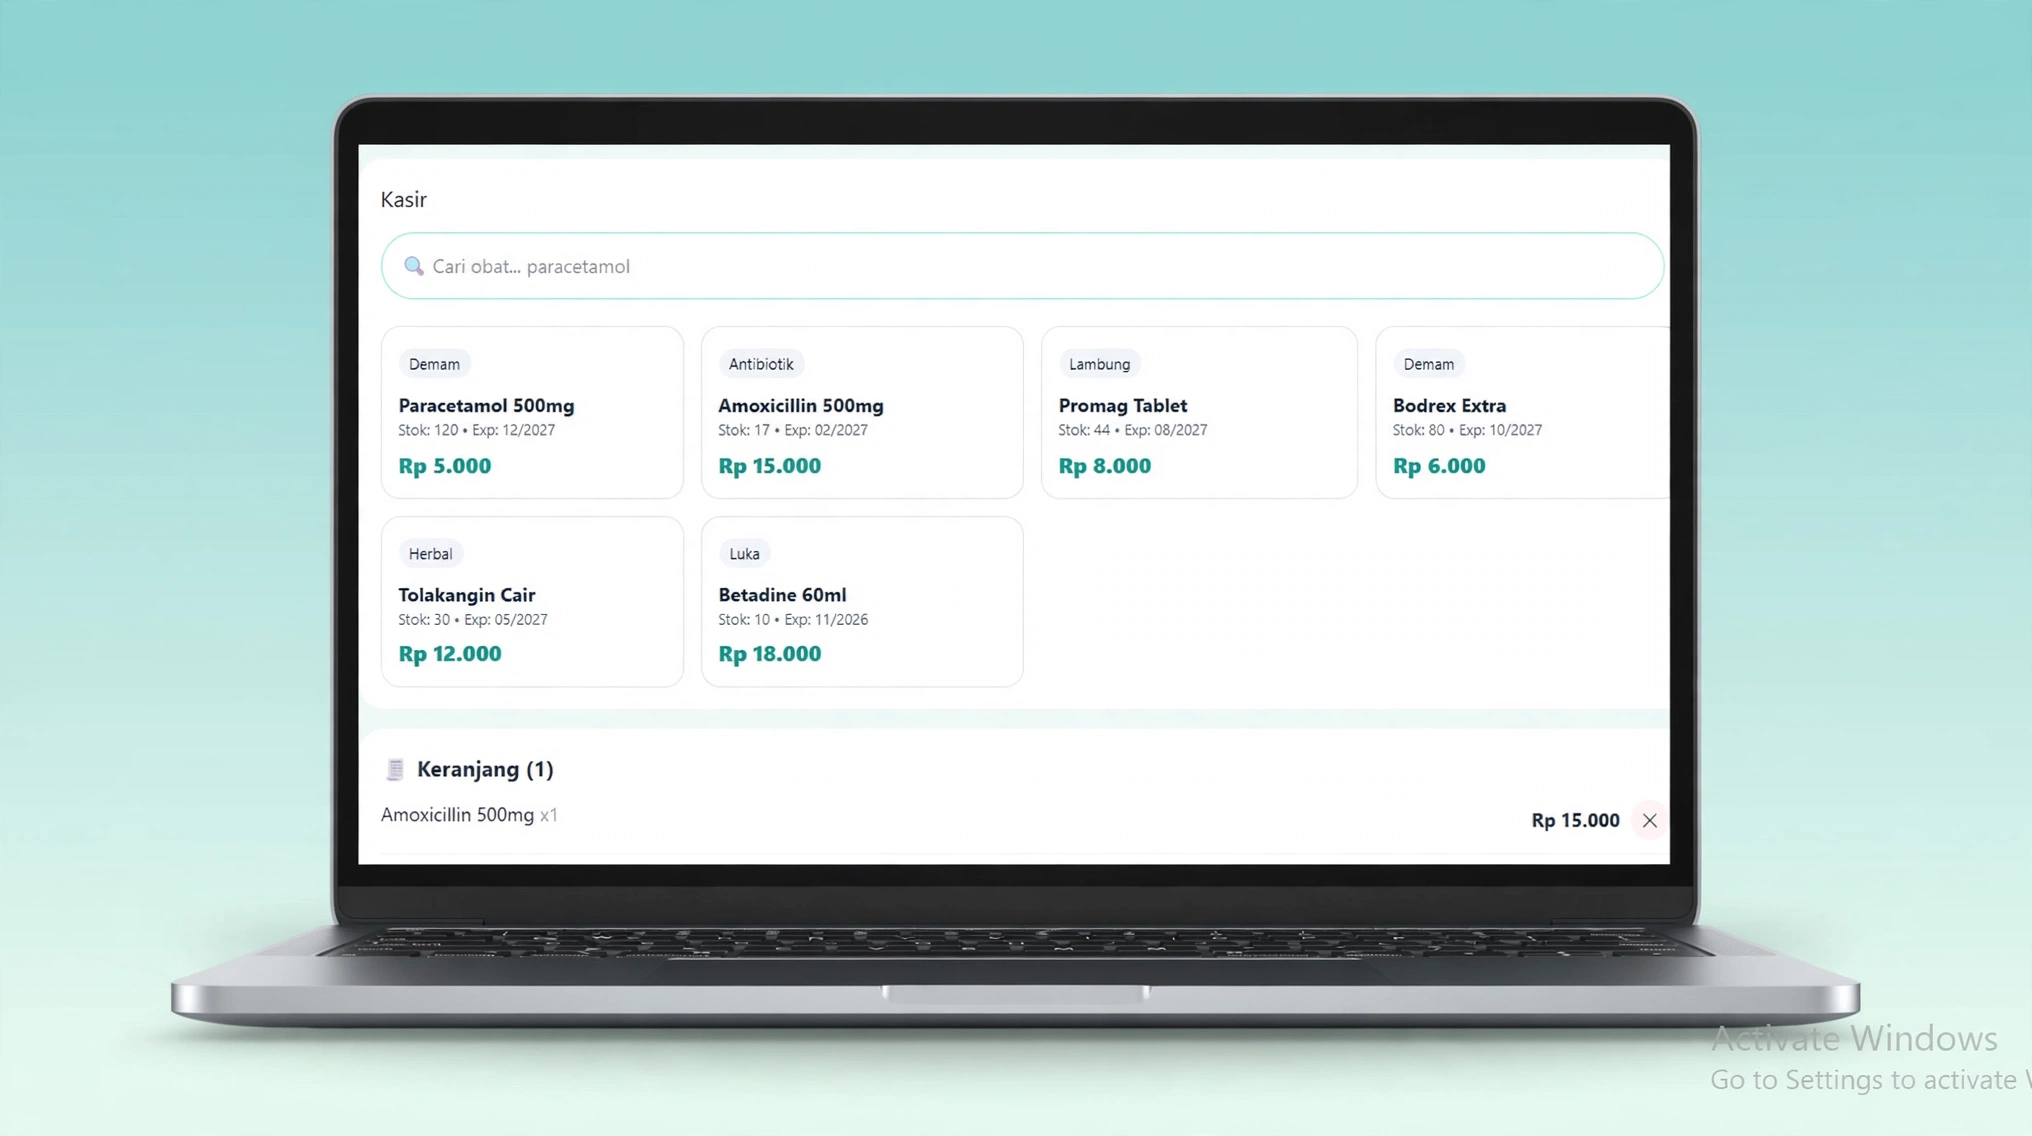 Kasir
Cari obat... paracetamol
Demam
Paracetamol 500mg
Stok: 120 • Exp: 12/2027
Rp 5.000
Antibiotik
Amoxicillin 500mg
Stok: 17 • Exp: 02/2027
Rp 15.000
Lambung
Promag Tablet
Stok: 44 • Exp: 08/2027
Rp 8.000
Demam
Bodrex Extra
Stok: 80 • Exp: 10/2027
Rp 6.000
Herbal
Tolakangin Cair
Stok: 30 • Exp: 05/2027
Rp 12.000
Luka
Betadine 60ml
Stok: 10 • Exp: 11/2026
Rp 18.000
Keranjang (1)
Amoxicillin 500mg x1
Rp 15.000
Activate Windows
Go to Settings to activate